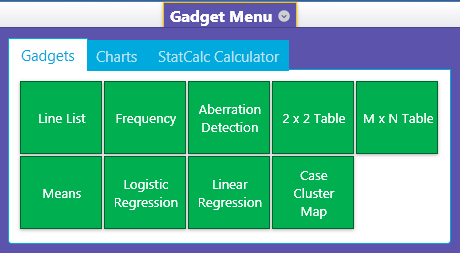 Gadget Menu
Gadgets Charts StatCalc Calculator
Line List
Frequency
Aberration
Detection
2 x 2 Table
M x N Table
Means
Logistic
Regression
Linear
Regression
Case
Cluster
Map